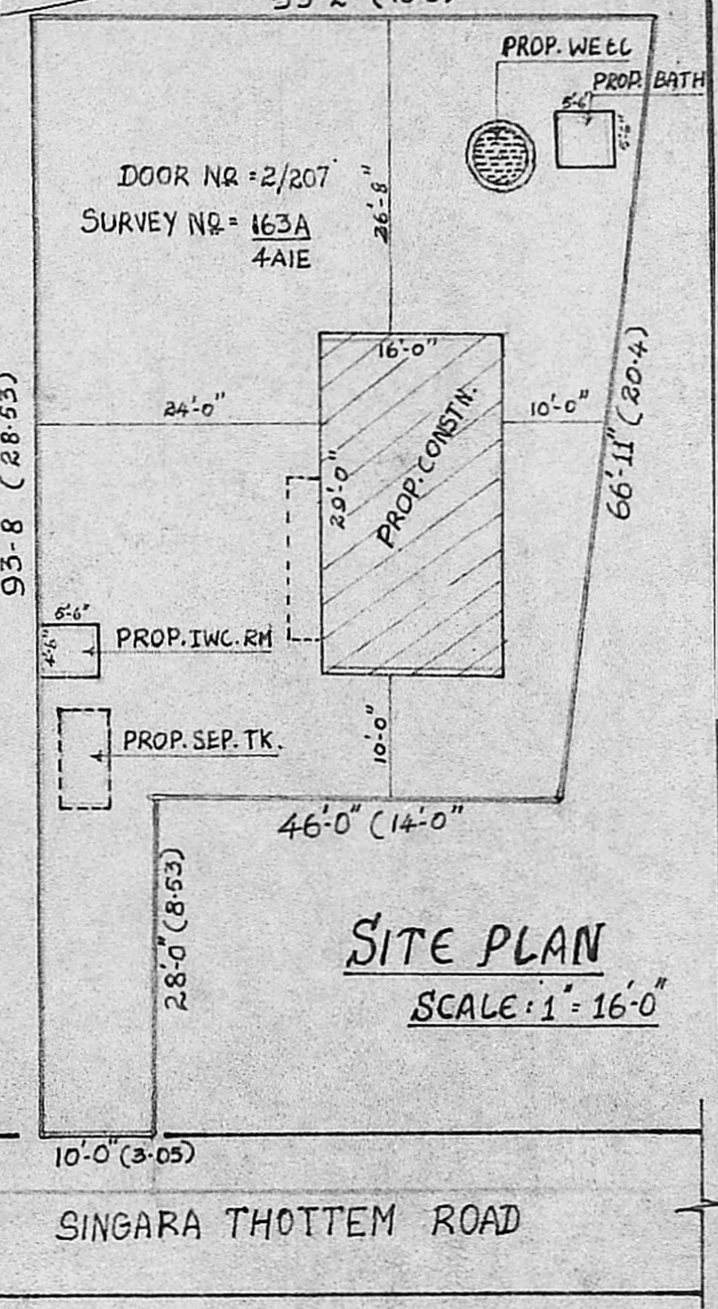 PROP. WELL
PROP. BATH
5'-6"
5'-6"
DOOR NO = 2/207
SURVEY NO = 163A
4A1E
26'-8"
16'-0"
24'-0"
10'-0"
29'-0"
PROP. CONSTN.
66'-11" (20.4)
93-8 (28.53)
5'-6"
4'-6"
PROP. IWC. RM
PROP. SEP. TK.
10'-0"
46'-0" (14'-0"
28'-0" (8.53)
SITE PLAN
SCALE: 1" = 16'-0"
10'-0" (3.05)
SINGARA THOTTEM ROAD